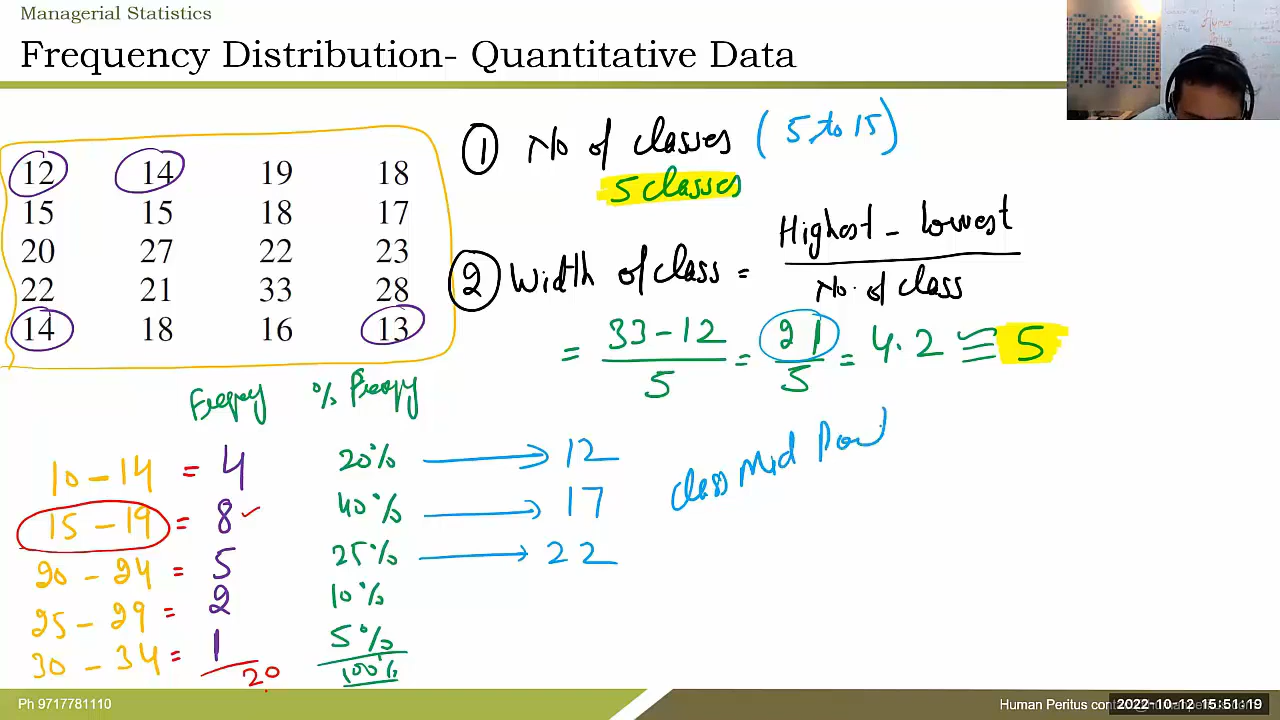 Managerial Statistics
Frequency Distribution- Quantitative Data
12 14 19 18
15 15 18 17
20 27 22 23
22 21 33 28
14 18 16 13
① No of classes (5 to 15)
5 classes
② Width of class = Highest - Lowest
No. of class
= 33 - 12 = 21 = 4.2 ≅ 5
5 5
%
10 - 14 = 4 20% 12
15 - 19 = 8 ✓ 40% 17
20 - 24 = 5 25% 22
25 - 29 = 2 10%
30 - 34 = 1 5%
20 100%
class Mid
Ph 9717781110
Human Peritus
2022-10-12 15:51:19